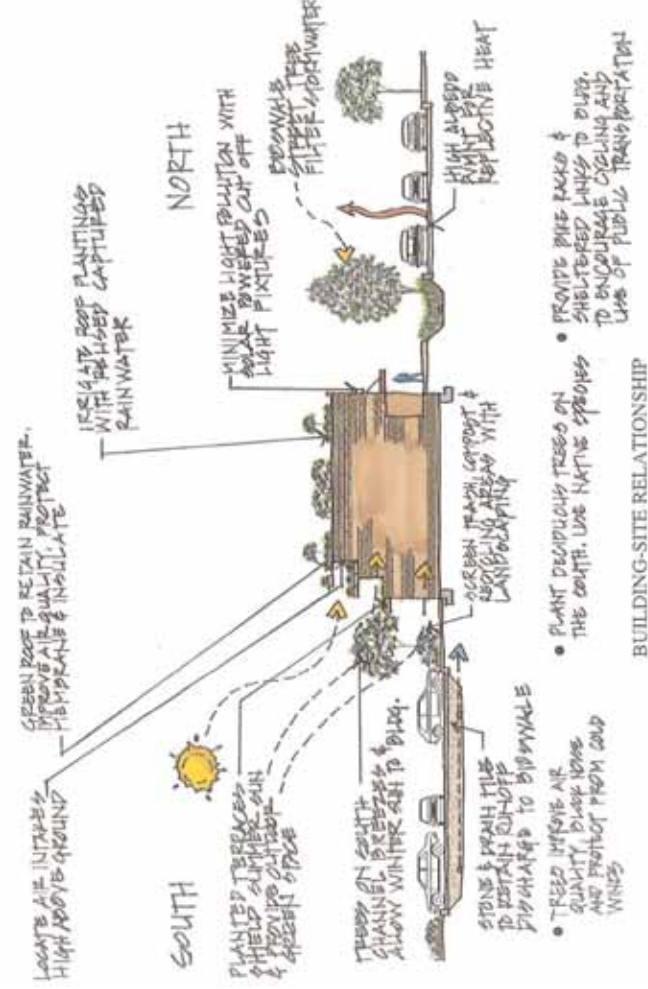 LOCATE AIR INTAKES
HIGH ABOVE GROUND
GREEN ROOF TO RETAIN RAINWATER,
IMPROVE AIR QUALITY, PROTECT
MEMBRANE & INSULATE
IRRIGATE ROOF PLANTINGS
WITH REUSED CAPTURED
RAINWATER
SOUTH
NORTH
PLANTED TERRACES
SHIELD SUMMER SUN
& PROVIDE OUTDOOR
GREEN SPACE
MINIMIZE LIGHT POLLUTION WITH
SOLAR POWERED CUT OFF
LIGHT FIXTURES
BIOSWALE
STREET TREE
FILTER STORMWATER
TREES ON SOUTH
CHANNEL BREEZES &
ALLOW WINTER SUN TO BLDG.
SCREEN TRASH, COMPOST &
RECYCLING AREAS WITH
LANDSCAPING
HIGH ALBEDO
PVMNT FOR
REFLECTIVE HEAT
STONE & DRAIN TILE
TO RETAIN RUNOFF
DISCHARGE TO BIOSWALE
• TREES IMPROVE AIR
QUALITY, BLOCK NOISE
AND PROTECT FROM COLD
WINDS
• PLANT DECIDUOUS TREES ON
THE SOUTH. USE NATIVE SPECIES
• PROVIDE BIKE RACKS &
SHELTERED LINKS TO BLDG.
TO ENCOURAGE CYCLING AND
USE OF PUBLIC TRANSPORTATION
BUILDING-SITE RELATIONSHIP